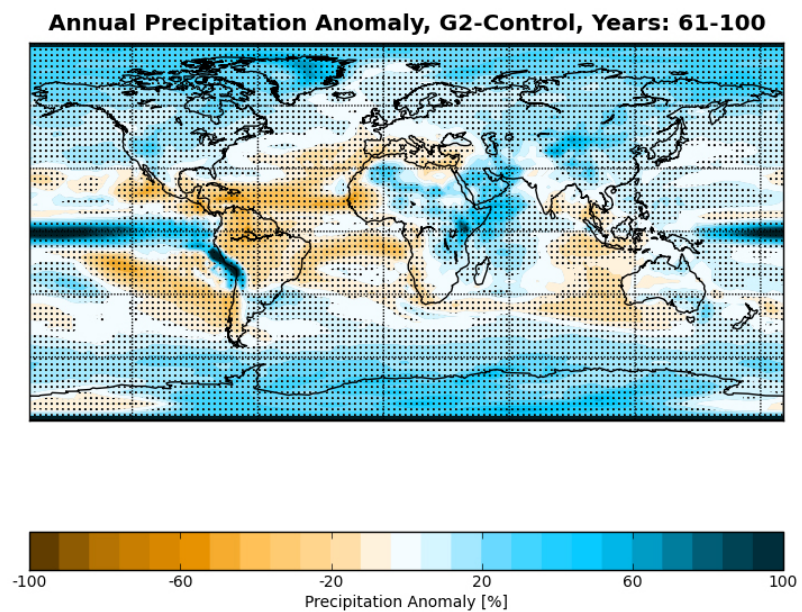 Annual Precipitation Anomaly, G2-Control, Years: 61-100
-100 -60 -20 20 60 100
Precipitation Anomaly [%]